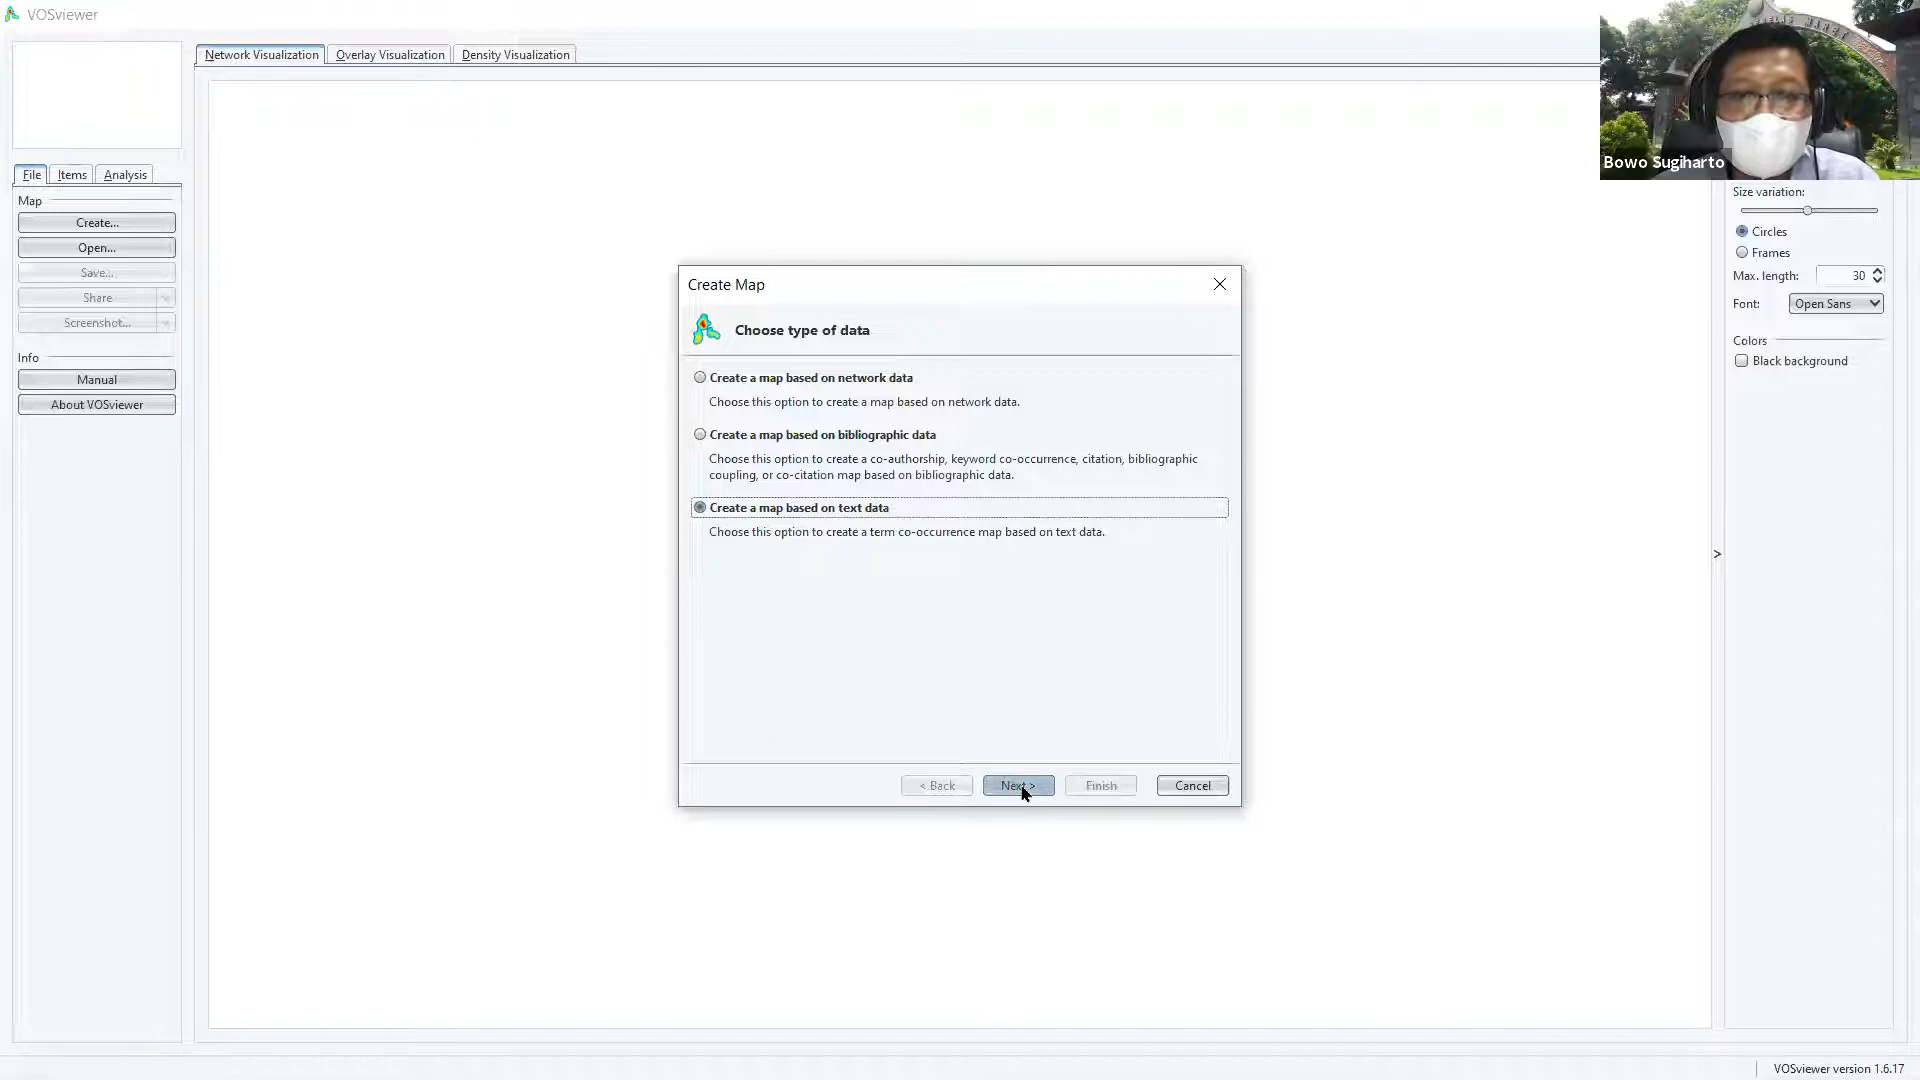 VOSviewer
Network Visualization
Overlay Visualization
Density Visualization
Bowo Sugiharto
File
Items
Analysis
Map
Create...
Open...
Save...
Share
Screenshot...
Info
Manual
About VOSviewer
Create Map
Choose type of data
Create a map based on network data
Choose this option to create a map based on network data.
Create a map based on bibliographic data
Choose this option to create a co-authorship, keyword co-occurrence, citation, bibliographic
coupling, or co-citation map based on bibliographic data.
Create a map based on text data
Choose this option to create a term co-occurrence map based on text data.
< Back
Next >
Finish
Cancel
Size variation:
Circles
Frames
Max. length:
30
Font:
Open Sans
Colors
Black background
>
VOSviewer version 1.6.17